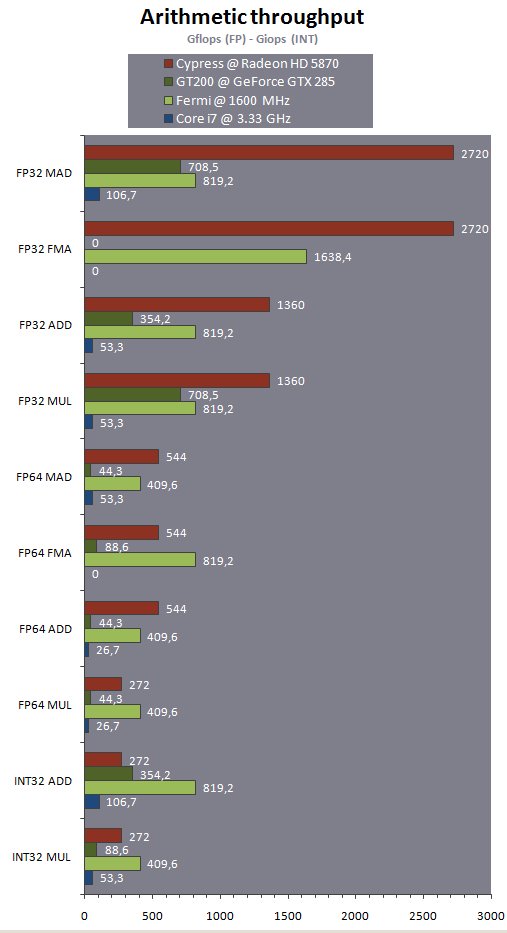 Arithmetic throughput
Gflops (FP) - Giops (INT)
Cypress @ Radeon HD 5870
GT200 @ GeForce GTX 285
Fermi @ 1600 MHz
Core i7 @ 3.33 GHz
FP32 MAD
2720
708,5
819,2
106,7
FP32 FMA
2720
0
1638,4
0
FP32 ADD
1360
354,2
819,2
53,3
FP32 MUL
1360
708,5
819,2
53,3
FP64 MAD
544
44,3
409,6
53,3
FP64 FMA
544
88,6
819,2
0
FP64 ADD
544
44,3
409,6
26,7
FP64 MUL
272
44,3
409,6
26,7
INT32 ADD
272
354,2
819,2
106,7
INT32 MUL
272
88,6
409,6
53,3
0 500 1000 1500 2000 2500 3000